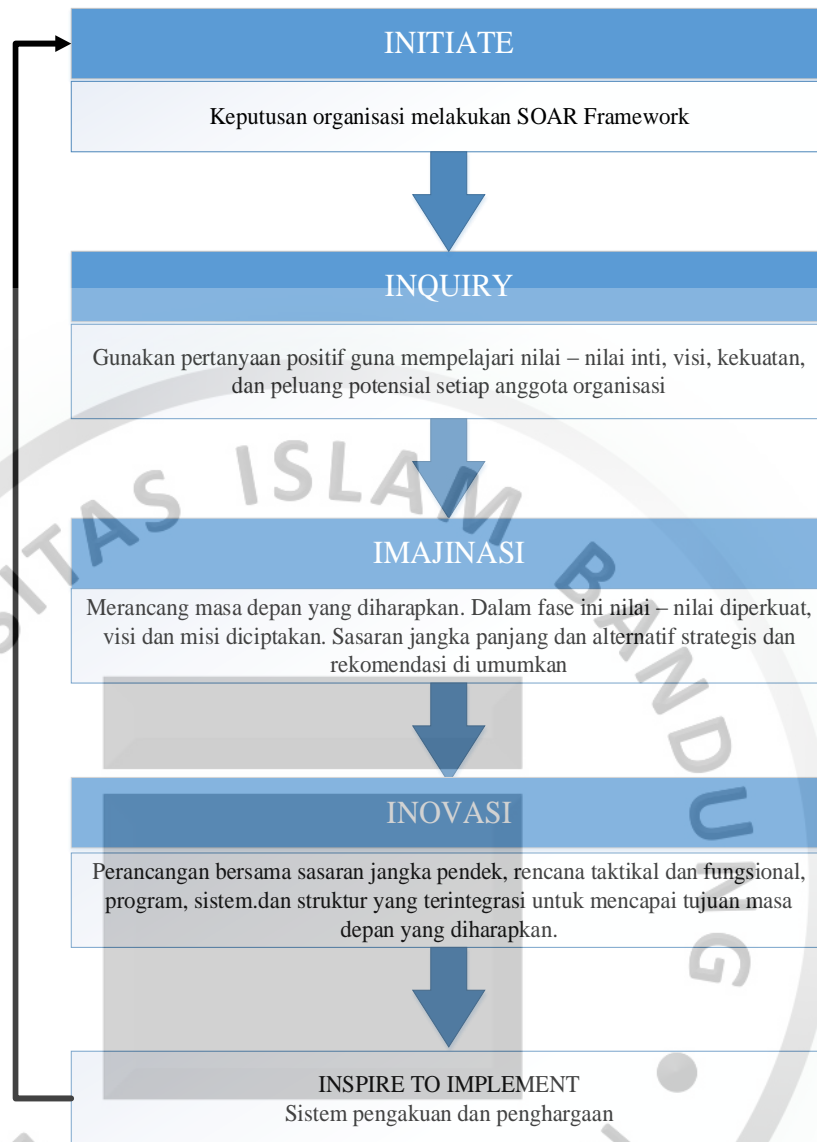 INITIATE
Keputusan organisasi melakukan SOAR Framework
INQUIRY
Gunakan pertanyaan positif guna mempelajari nilai – nilai inti, visi, kekuatan,
dan peluang potensial setiap anggota organisasi
SITAS ISLAM BANDUNG
IMAJINASI
Merancang masa depan yang diharapkan. Dalam fase ini nilai – nilai diperkuat,
visi dan misi diciptakan. Sasaran jangka panjang dan alternatif strategis dan
rekomendasi di umumkan
INOVASI
Perancangan bersama sasaran jangka pendek, rencana taktikal dan fungsional,
program, sistem.dan struktur yang terintegrasi untuk mencapai tujuan masa
depan yang diharapkan.
INSPIRE TO IMPLEMENT
Sistem pengakuan dan penghargaan